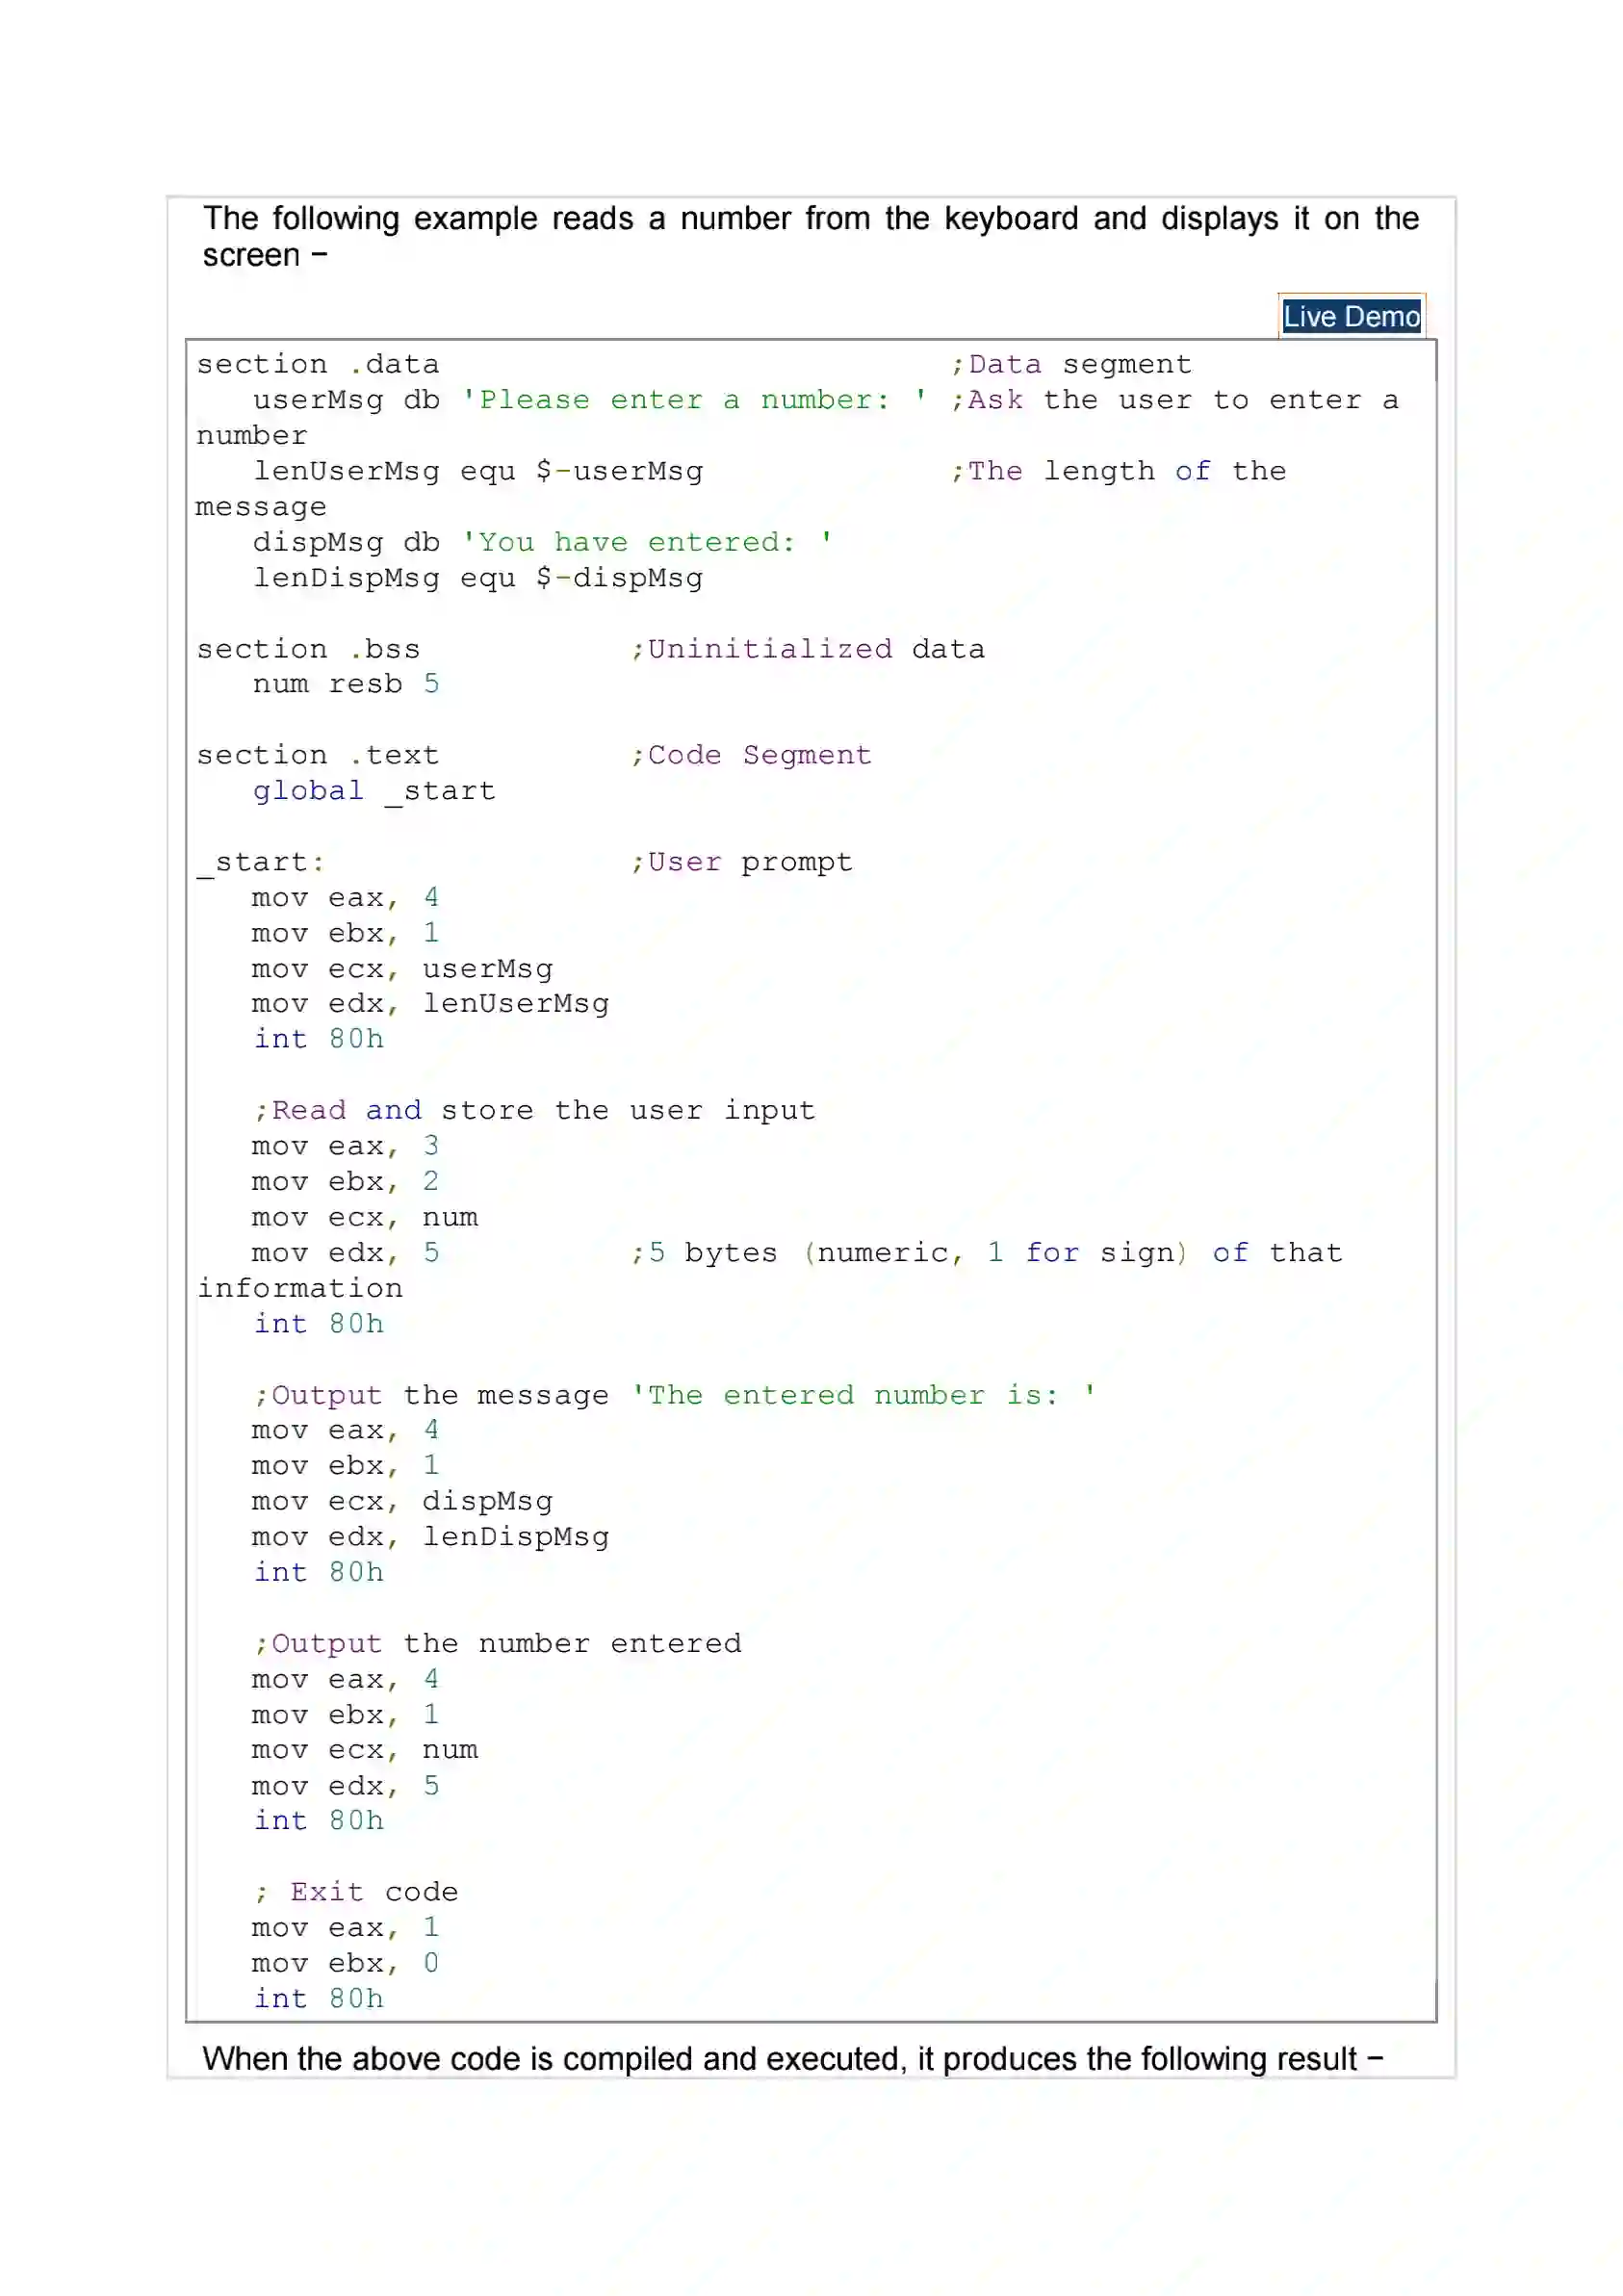 The following example reads a number from the keyboard and displays it on the
screen −
Live Demo
section .data                           ;Data segment
   userMsg db 'Please enter a number: ' ;Ask the user to enter a
number
   lenUserMsg equ $-userMsg             ;The length of the
message
   dispMsg db 'You have entered: '
   lenDispMsg equ $-dispMsg

section .bss           ;Uninitialized data
   num resb 5

section .text          ;Code Segment
   global _start

_start:                ;User prompt
   mov eax, 4
   mov ebx, 1
   mov ecx, userMsg
   mov edx, lenUserMsg
   int 80h

   ;Read and store the user input
   mov eax, 3
   mov ebx, 2
   mov ecx, num
   mov edx, 5          ;5 bytes (numeric, 1 for sign) of that
information
   int 80h

   ;Output the message 'The entered number is: '
   mov eax, 4
   mov ebx, 1
   mov ecx, dispMsg
   mov edx, lenDispMsg
   int 80h

   ;Output the number entered
   mov eax, 4
   mov ebx, 1
   mov ecx, num
   mov edx, 5
   int 80h

   ; Exit code
   mov eax, 1
   mov ebx, 0
   int 80h
When the above code is compiled and executed, it produces the following result −